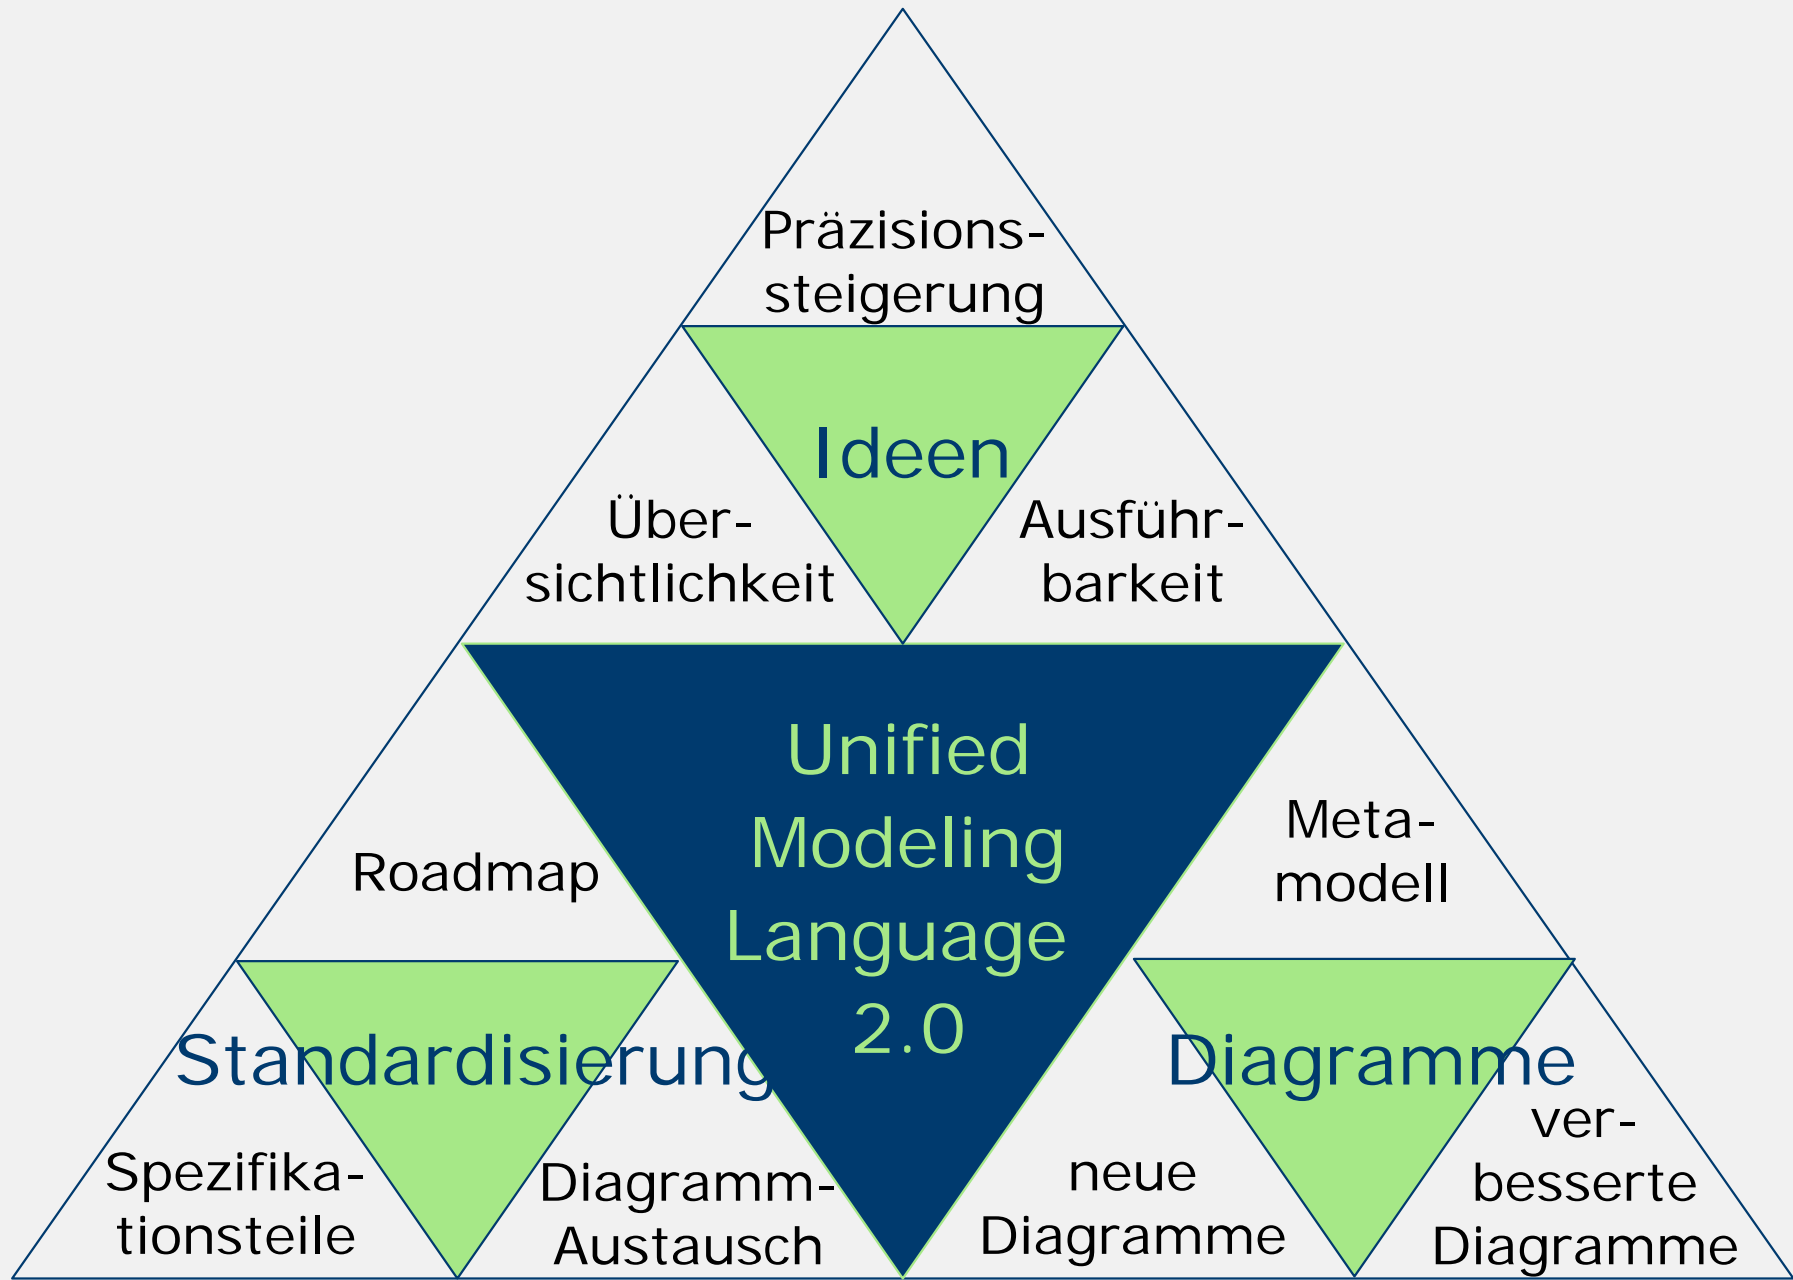 Präzisions-
steigerung
Ideen
Über-
sichtlichkeit
Ausführ-
barkeit
Unified
Modeling
Language
2.0
Roadmap
Meta-
modell
Standardisierung
Diagramme
Spezifika-
tionsteile
Diagramm-
Austausch
neue
Diagramme
ver-
besserte
Diagramme